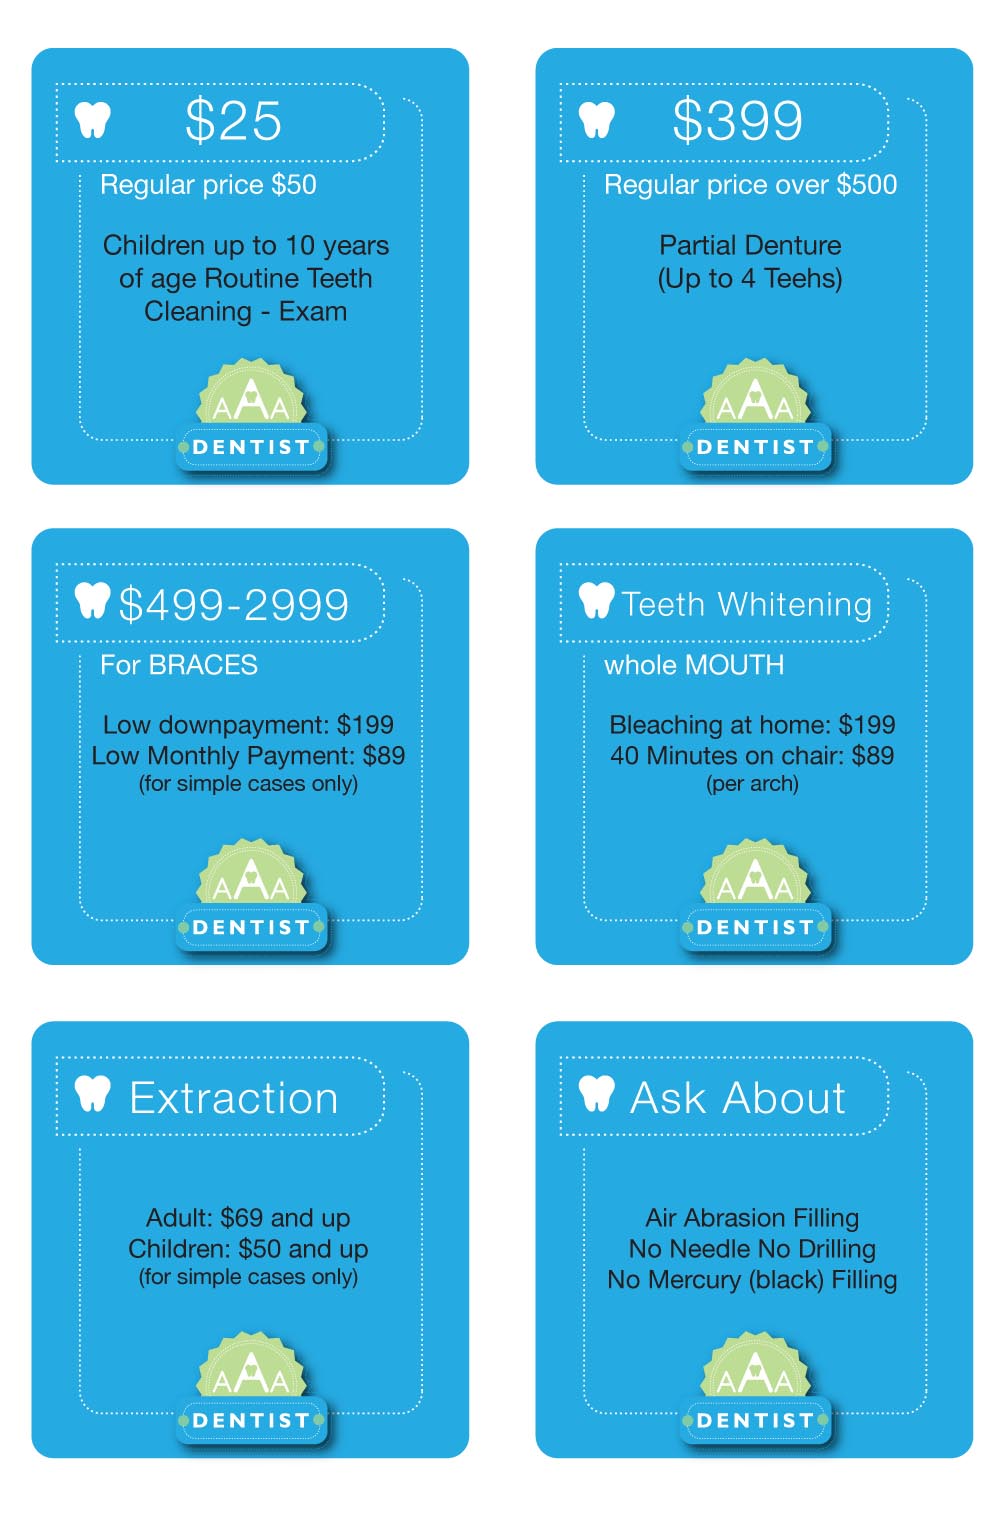 $25
Regular price $50
Children up to 10 years
of age Routine Teeth
Cleaning - Exam
AAA
DENTIST
$399
Regular price over $500
Partial Denture
(Up to 4 Teehs)
AAA
DENTIST
$499-2999
For BRACES
Low downpayment: $199
Low Monthly Payment: $89
(for simple cases only)
AAA
DENTIST
Teeth Whitening
whole MOUTH
Bleaching at home: $199
40 Minutes on chair: $89
(per arch)
AAA
DENTIST
Extraction
Adult: $69 and up
Children: $50 and up
(for simple cases only)
AAA
DENTIST
Ask About
Air Abrasion Filling
No Needle No Drilling
No Mercury (black) Filling
AAA
DENTIST